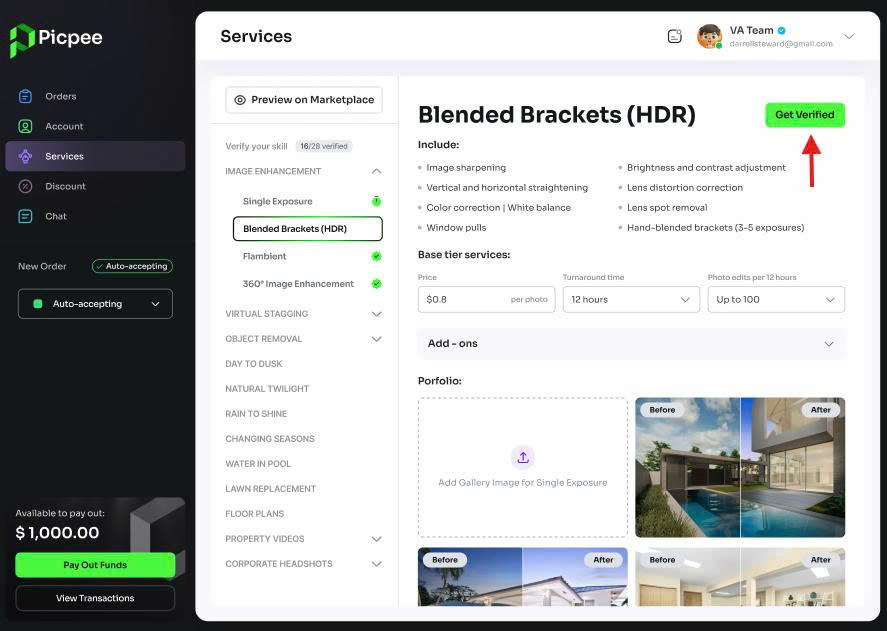 Picpee
Orders
Account
Services
Discount
Chat
New Order
Auto-accepting
Auto-accepting
Available to pay out:
$ 1,000.00
Pay Out Funds
View Transactions
Services
VA Team
darrellsteward@gmail.com
Preview on Marketplace
Verify your skill 16/28 verified
IMAGE ENHANCEMENT
Single Exposure
Blended Brackets (HDR)
Flambient
360° Image Enhancement
VIRTUAL STAGGING
OBJECT REMOVAL
DAY TO DUSK
NATURAL TWILIGHT
RAIN TO SHINE
CHANGING SEASONS
WATER IN POOL
LAWN REPLACEMENT
FLOOR PLANS
PROPERTY VIDEOS
CORPORATE HEADSHOTS
Blended Brackets (HDR)
Get Verified
Include:
Image sharpening
Vertical and horizontal straightening
Color correction | White balance
Window pulls
Brightness and contrast adjustment
Lens distortion correction
Lens spot removal
Hand-blended brackets (3-5 exposures)
Base tier services:
Price
$0.8 per photo
Turnaround time
12 hours
Photo edits per 12 hours
Up to 100
Add - ons
Porfolio:
Add Gallery Image for Single Exposure
Before After
Before After
Before After